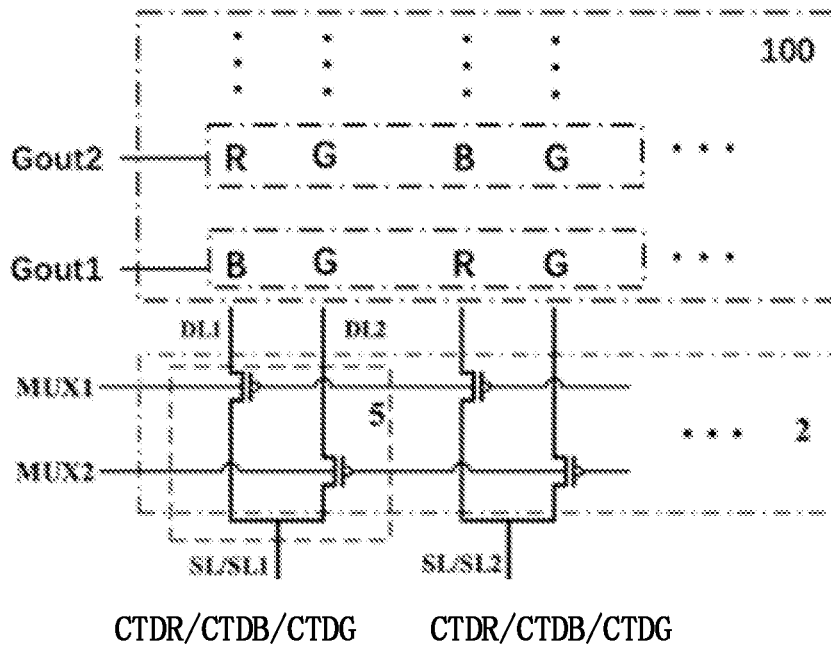 100
Gout2 R G B G
Gout1 B G R G
DL1 DL2
MUX1
5
2
MUX2
SL/SL1 SL/SL2
CTDR/CTDB/CTDG CTDR/CTDB/CTDG